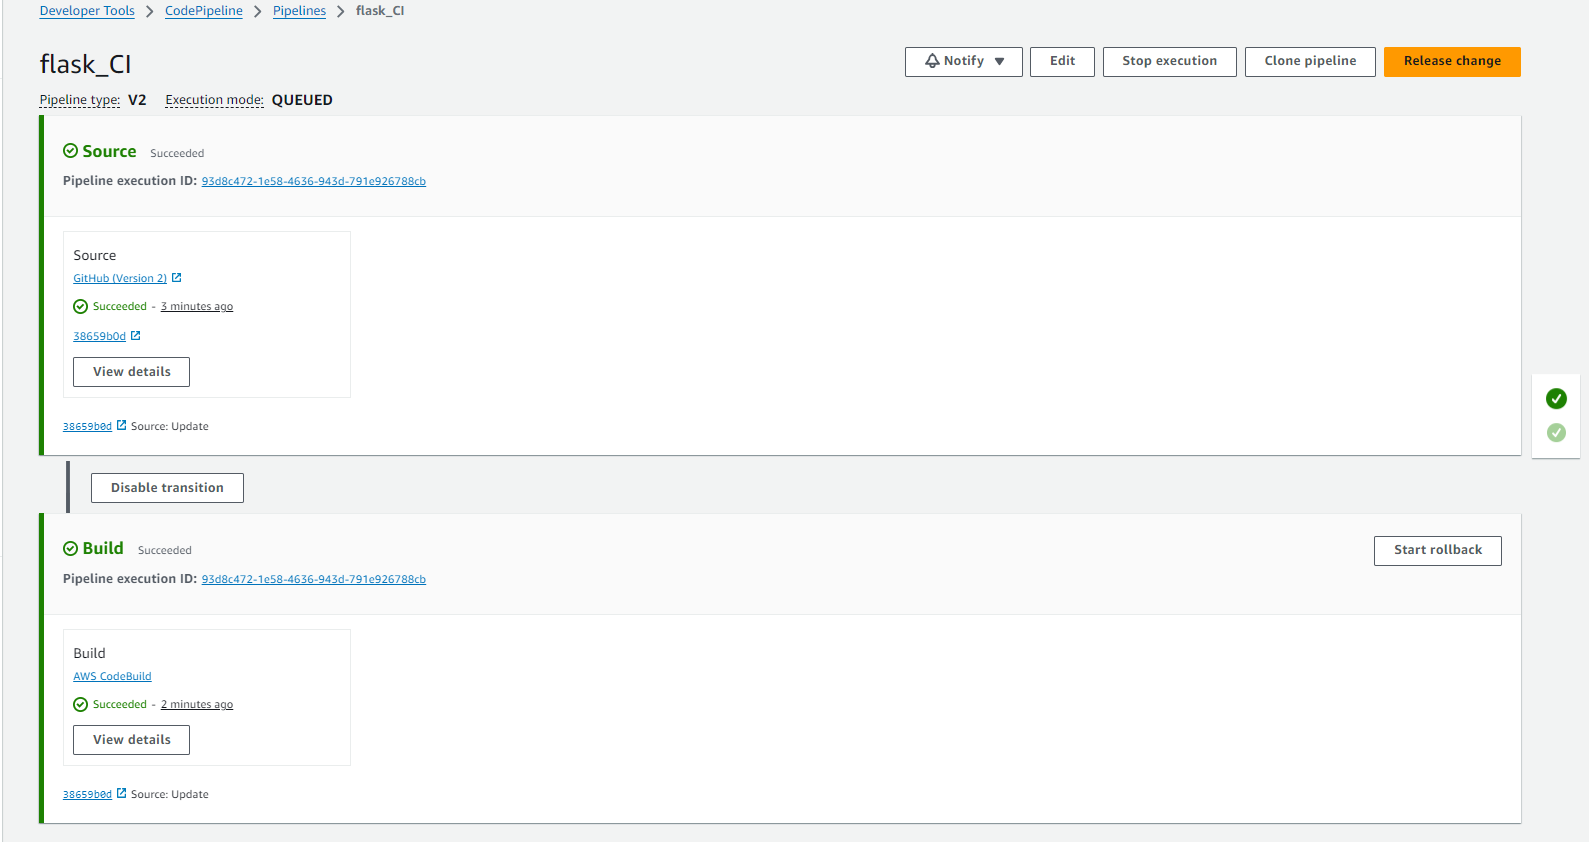 Developer Tools > CodePipeline > Pipelines > flask_CI
flask_CI
Notify ▼ Edit Stop execution Clone pipeline Release change
Pipeline type: V2 Execution mode: QUEUED
Source Succeeded
Pipeline execution ID: 93d8c472-1e58-4636-943d-791e926788cb
Source
GitHub (Version 2)
Succeeded - 3 minutes ago
38659b0d
View details
38659b0d Source: Update
Disable transition
Build Succeeded
Start rollback
Pipeline execution ID: 93d8c472-1e58-4636-943d-791e926788cb
Build
AWS CodeBuild
Succeeded - 2 minutes ago
View details
38659b0d Source: Update